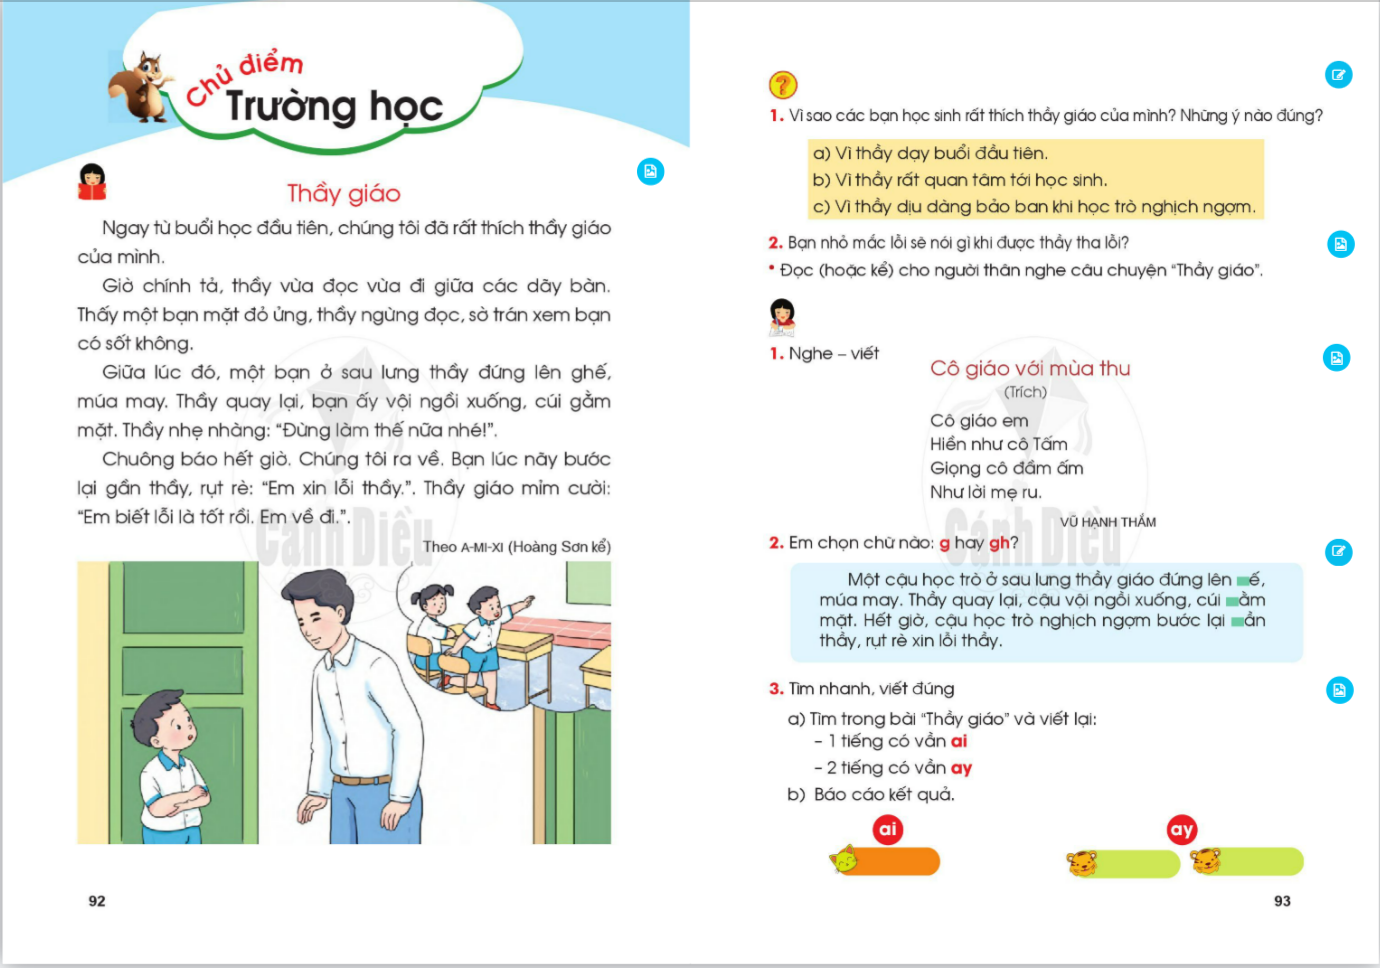 Chủ điểm
Trường học
Thầy giáo
Ngay từ buổi học đầu tiên, chúng tôi đã rất thích thầy giáo
của mình.
Giờ chính tả, thầy vừa đọc vừa đi giữa các dãy bàn.
Thấy một bạn mặt đỏ ửng, thầy ngừng đọc, sờ trán xem bạn
có sốt không.
Giữa lúc đó, một bạn ở sau lưng thầy đứng lên ghế,
múa may. Thầy quay lại, bạn ấy vội ngồi xuống, cúi gằm
mặt. Thầy nhẹ nhàng: “Đừng làm thế nữa nhé!”.
Chuông báo hết giờ. Chúng tôi ra về. Bạn lúc nãy bước
lại gần thầy, rụt rè: “Em xin lỗi thầy.”. Thầy giáo mỉm cười:
“Em biết lỗi là tốt rồi. Em về đi.”.
Theo A-MI-XI (Hoàng Sơn kể)
Cánh Diều
92
?
1. Vì sao các bạn học sinh rất thích thầy giáo của mình? Những ý nào đúng?
a) Vì thầy dạy buổi đầu tiên.
b) Vì thầy rất quan tâm tới học sinh.
c) Vì thầy dịu dàng bảo ban khi học trò nghịch ngợm.
2. Bạn nhỏ mắc lỗi sẽ nói gì khi được thầy tha lỗi?
• Đọc (hoặc kể) cho người thân nghe câu chuyện “Thầy giáo”.
1. Nghe – viết
Cô giáo với mùa thu
(Trích)
Cô giáo em
Hiền như cô Tấm
Giọng cô đầm ấm
Như lời mẹ ru.
VŨ HẠNH THẮM
Cánh Diều
2. Em chọn chữ nào: g hay gh?
Một cậu học trò ở sau lưng thầy giáo đứng lên ế,
múa may. Thầy quay lại, cậu vội ngồi xuống, cúi ằm
mặt. Hết giờ, cậu học trò nghịch ngợm bước lại ần
thầy, rụt rè xin lỗi thầy.
3. Tìm nhanh, viết đúng
a) Tìm trong bài “Thầy giáo” và viết lại:
– 1 tiếng có vần ai
– 2 tiếng có vần ay
b) Báo cáo kết quả.
ai
ay
93